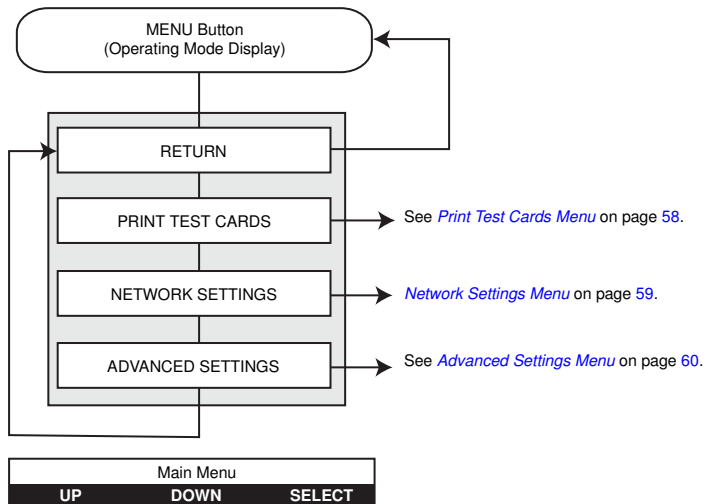 MENU Button
(Operating Mode Display)
RETURN
PRINT TEST CARDS
See Print Test Cards Menu on page 58.
NETWORK SETTINGS
Network Settings Menu on page 59.
ADVANCED SETTINGS
See Advanced Settings Menu on page 60.
Main Menu
UP DOWN SELECT